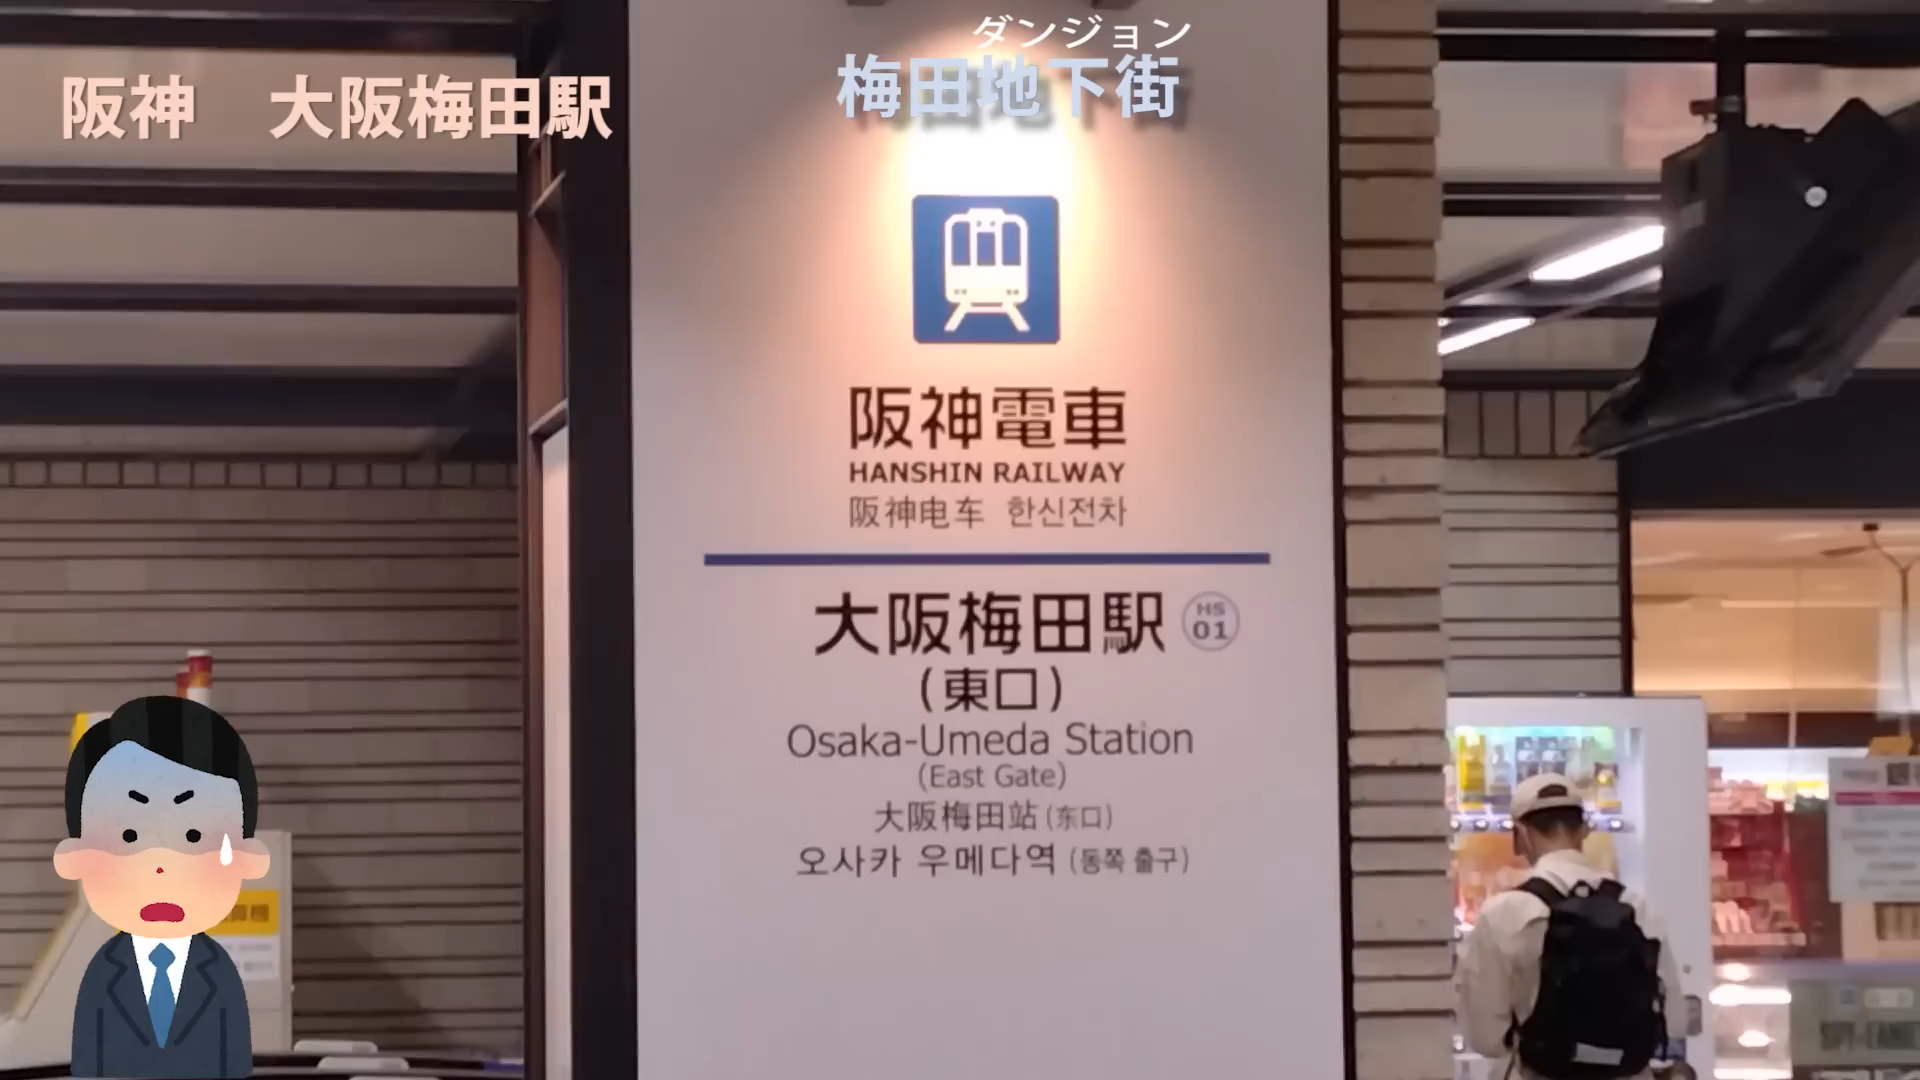 阪神　大阪梅田駅
ダンジョン
梅田地下街
阪神電車
HANSHIN RAILWAY
阪神电车 한신전차
大阪梅田駅 HS 01
(東口)
Osaka-Umeda Station
(East Gate)
大阪梅田站 (东口)
오사카 우메다역 (동쪽 출구)